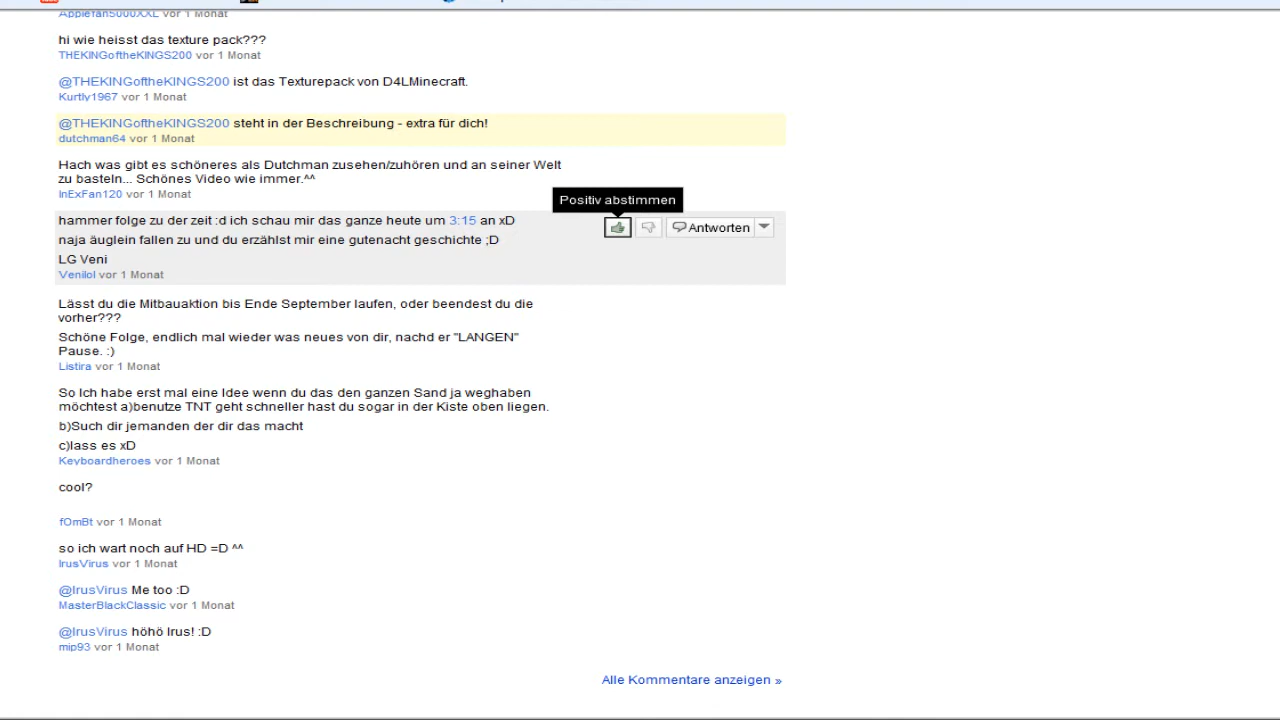 Applefan5000XXL vor 1 Monat
hi wie heisst das texture pack???
THEKINGoftheKINGS200 vor 1 Monat
@THEKINGoftheKINGS200 ist das Texturepack von D4LMinecraft.
Kurtly1967 vor 1 Monat
@THEKINGoftheKINGS200 steht in der Beschreibung - extra für dich!
dutchman64 vor 1 Monat
Hach was gibt es schöneres als Dutchman zusehen/zuhören und an seiner Welt
zu basteln... Schönes Video wie immer.^^
InExFan120 vor 1 Monat
Positiv abstimmen
hammer folge zu der zeit :d ich schau mir das ganze heute um 3:15 an xD
Antworten
naja äuglein fallen zu und du erzählst mir eine gutenacht geschichte ;D
LG Veni
Venilol vor 1 Monat
Lässt du die Mitbauaktion bis Ende September laufen, oder beendest du die
vorher???
Schöne Folge, endlich mal wieder was neues von dir, nachd er "LANGEN"
Pause. :)
Listira vor 1 Monat
So Ich habe erst mal eine Idee wenn du das den ganzen Sand ja weghaben
möchtest a)benutze TNT geht schneller hast du sogar in der Kiste oben liegen.
b)Such dir jemanden der dir das macht
c)lass es xD
Keyboardheroes vor 1 Monat
cool?
fOmBt vor 1 Monat
so ich wart noch auf HD =D ^^
IrusVirus vor 1 Monat
@IrusVirus Me too :D
MasterBlackClassic vor 1 Monat
@IrusVirus höhö Irus! :D
mip93 vor 1 Monat
Alle Kommentare anzeigen »